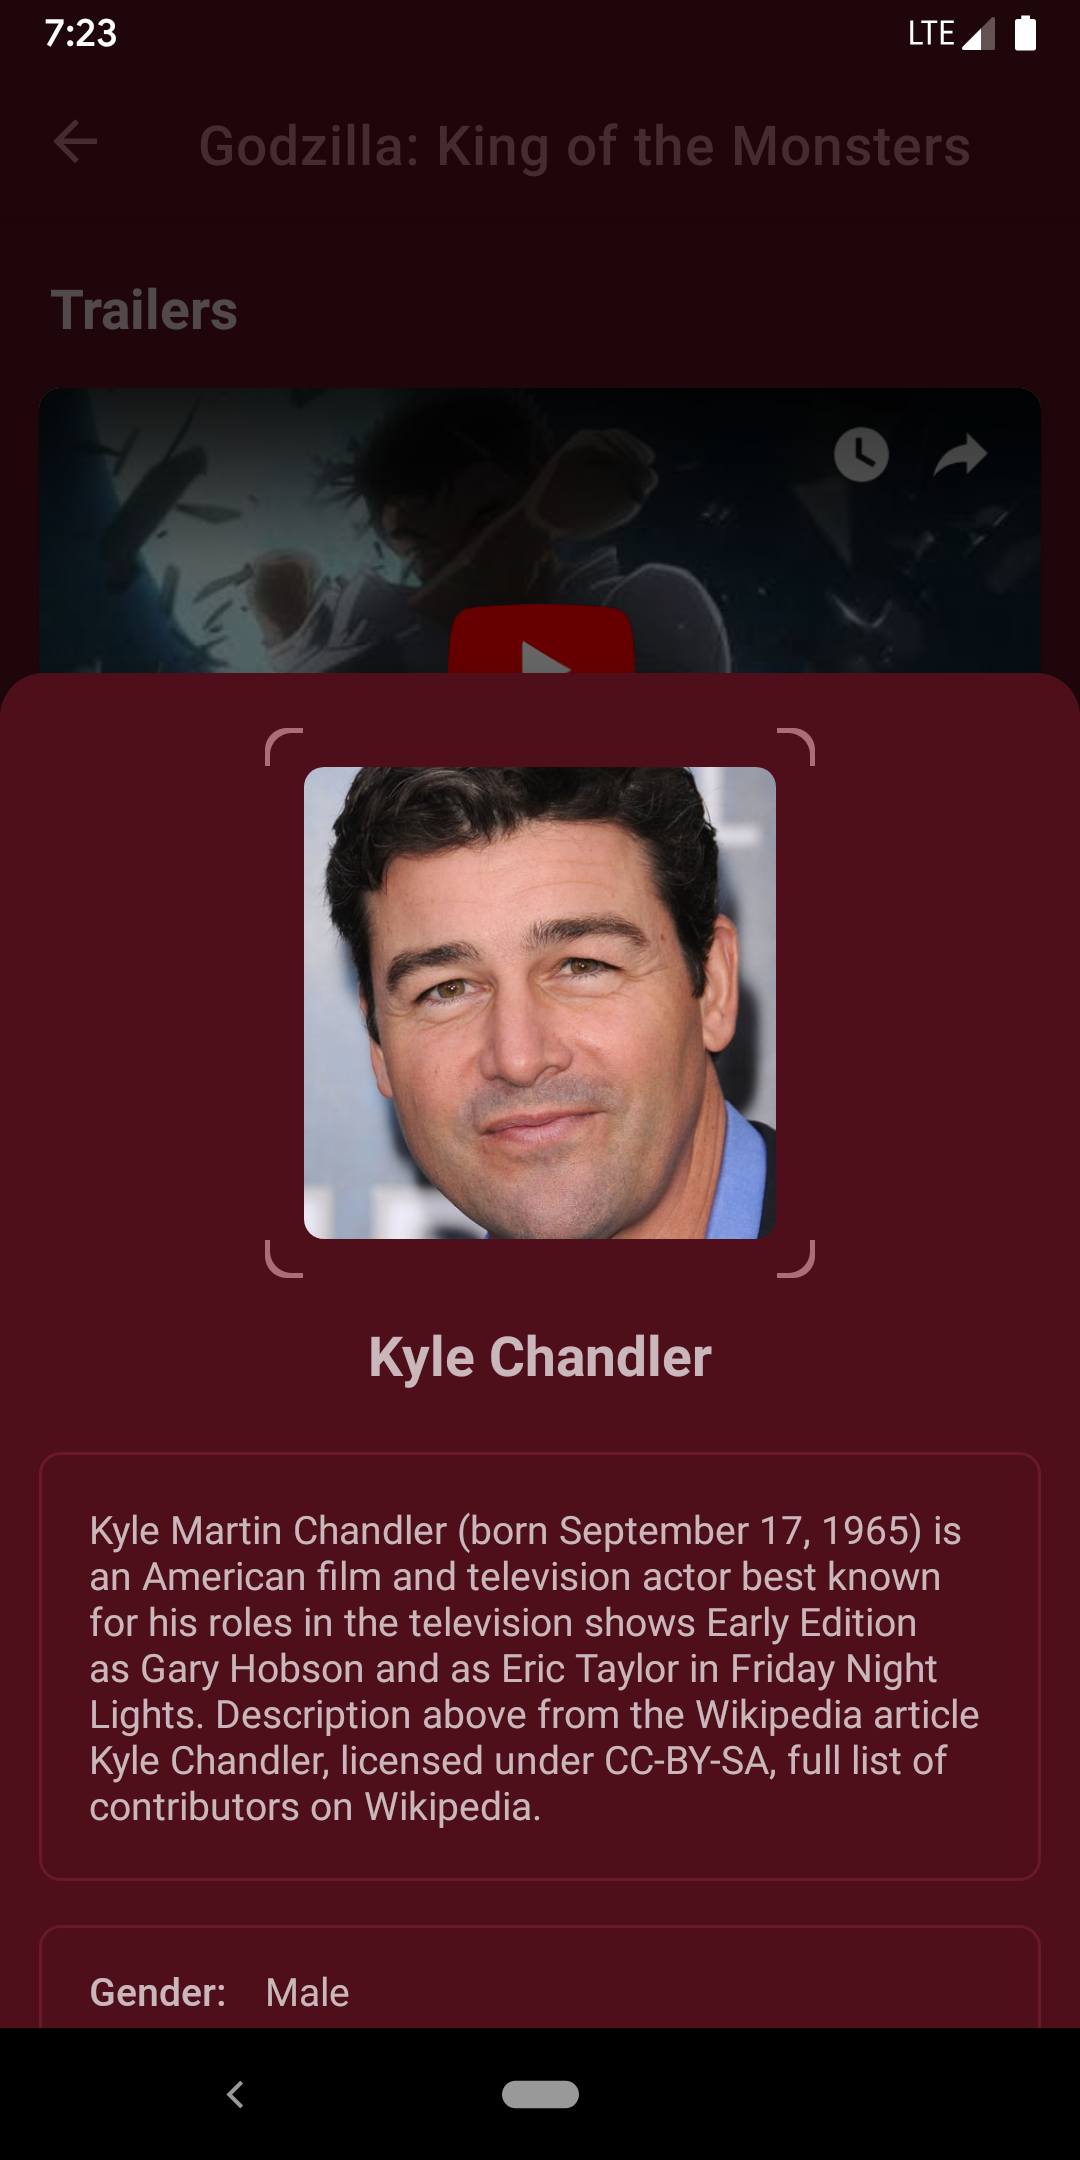 7:23
LTE
Godzilla: King of the Monsters
Trailers
Kyle Chandler
Kyle Martin Chandler (born September 17, 1965) is
an American film and television actor best known
for his roles in the television shows Early Edition
as Gary Hobson and as Eric Taylor in Friday Night
Lights. Description above from the Wikipedia article
Kyle Chandler, licensed under CC-BY-SA, full list of
contributors on Wikipedia.
Gender: Male